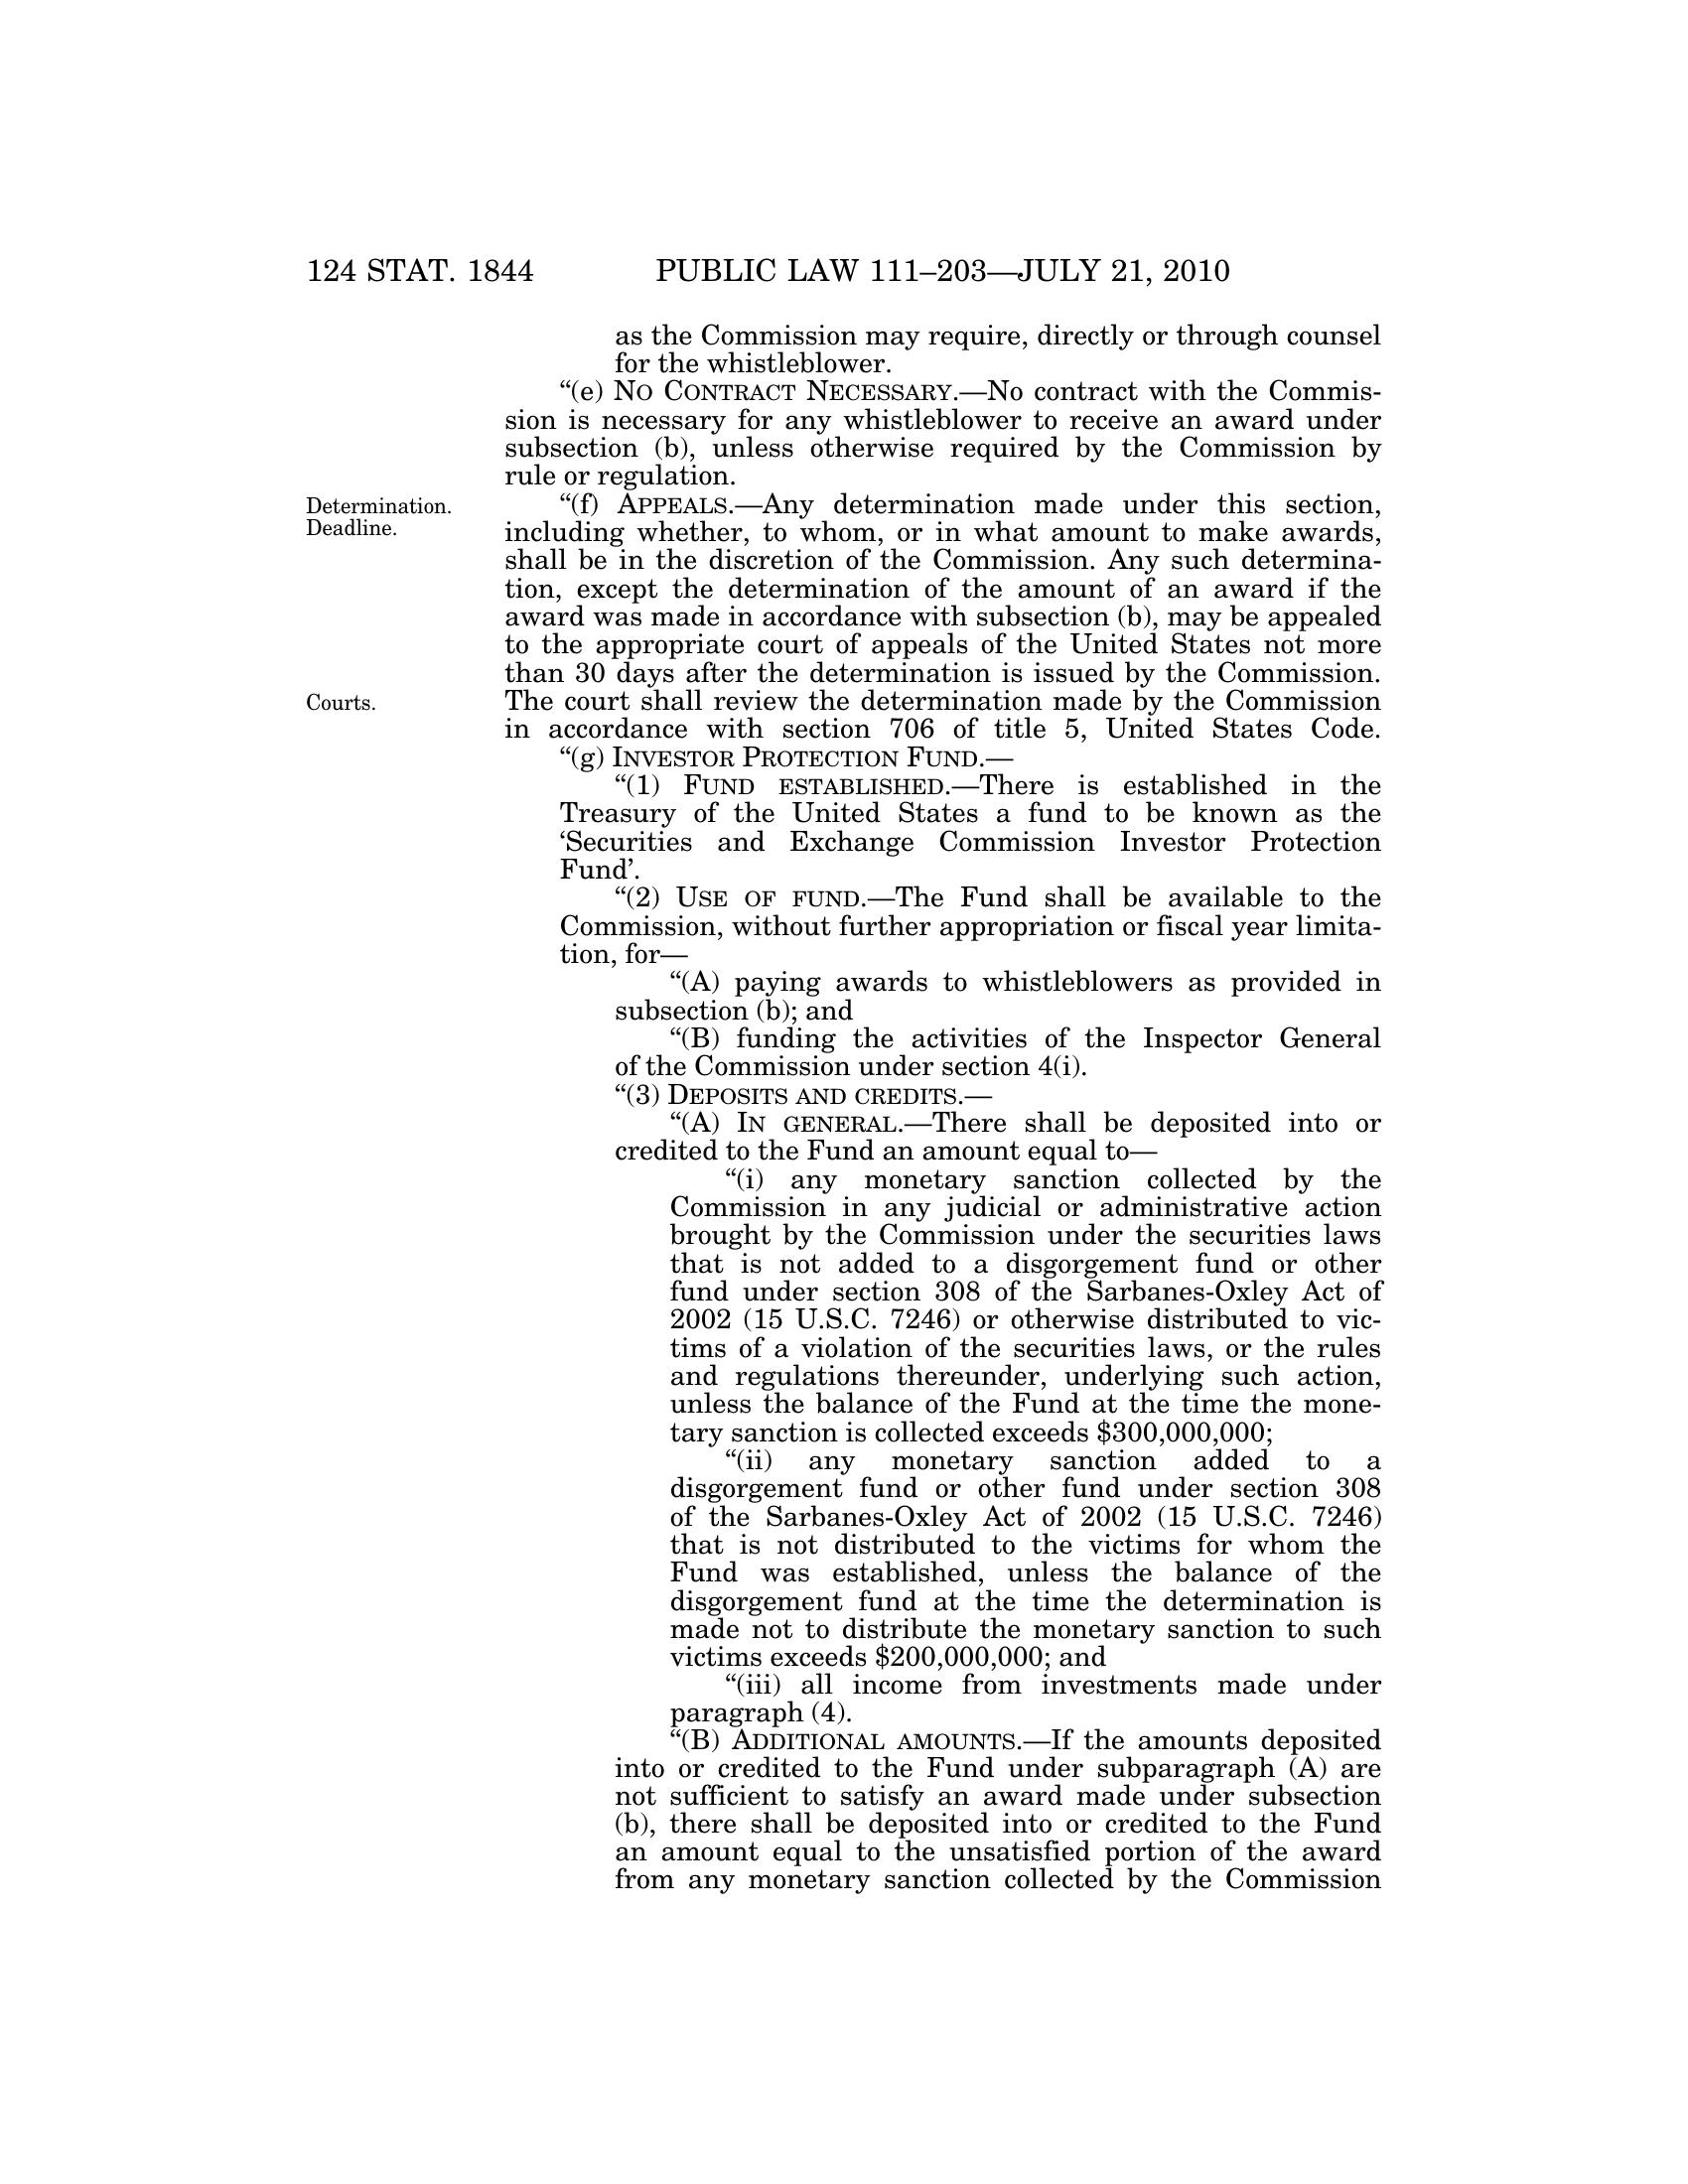 124 STAT. 1844 PUBLIC LAW 111–203—JULY 21, 2010
as the Commission may require, directly or through counsel
for the whistleblower.
“(e) NO CONTRACT NECESSARY.—No contract with the Commis-
sion is necessary for any whistleblower to receive an award under
subsection (b), unless otherwise required by the Commission by
rule or regulation.
Determination.
Deadline.
“(f) APPEALS.—Any determination made under this section,
including whether, to whom, or in what amount to make awards,
shall be in the discretion of the Commission. Any such determina-
tion, except the determination of the amount of an award if the
award was made in accordance with subsection (b), may be appealed
to the appropriate court of appeals of the United States not more
than 30 days after the determination is issued by the Commission.
Courts.
The court shall review the determination made by the Commission
in accordance with section 706 of title 5, United States Code.
“(g) INVESTOR PROTECTION FUND.—
“(1) FUND ESTABLISHED.—There is established in the
Treasury of the United States a fund to be known as the
‘Securities and Exchange Commission Investor Protection
Fund’.
“(2) USE OF FUND.—The Fund shall be available to the
Commission, without further appropriation or fiscal year limita-
tion, for—
“(A) paying awards to whistleblowers as provided in
subsection (b); and
“(B) funding the activities of the Inspector General
of the Commission under section 4(i).
“(3) DEPOSITS AND CREDITS.—
“(A) IN GENERAL.—There shall be deposited into or
credited to the Fund an amount equal to—
“(i) any monetary sanction collected by the
Commission in any judicial or administrative action
brought by the Commission under the securities laws
that is not added to a disgorgement fund or other
fund under section 308 of the Sarbanes-Oxley Act of
2002 (15 U.S.C. 7246) or otherwise distributed to vic-
tims of a violation of the securities laws, or the rules
and regulations thereunder, underlying such action,
unless the balance of the Fund at the time the mone-
tary sanction is collected exceeds $300,000,000;
“(ii) any monetary sanction added to a
disgorgement fund or other fund under section 308
of the Sarbanes-Oxley Act of 2002 (15 U.S.C. 7246)
that is not distributed to the victims for whom the
Fund was established, unless the balance of the
disgorgement fund at the time the determination is
made not to distribute the monetary sanction to such
victims exceeds $200,000,000; and
“(iii) all income from investments made under
paragraph (4).
“(B) ADDITIONAL AMOUNTS.—If the amounts deposited
into or credited to the Fund under subparagraph (A) are
not sufficient to satisfy an award made under subsection
(b), there shall be deposited into or credited to the Fund
an amount equal to the unsatisfied portion of the award
from any monetary sanction collected by the Commission